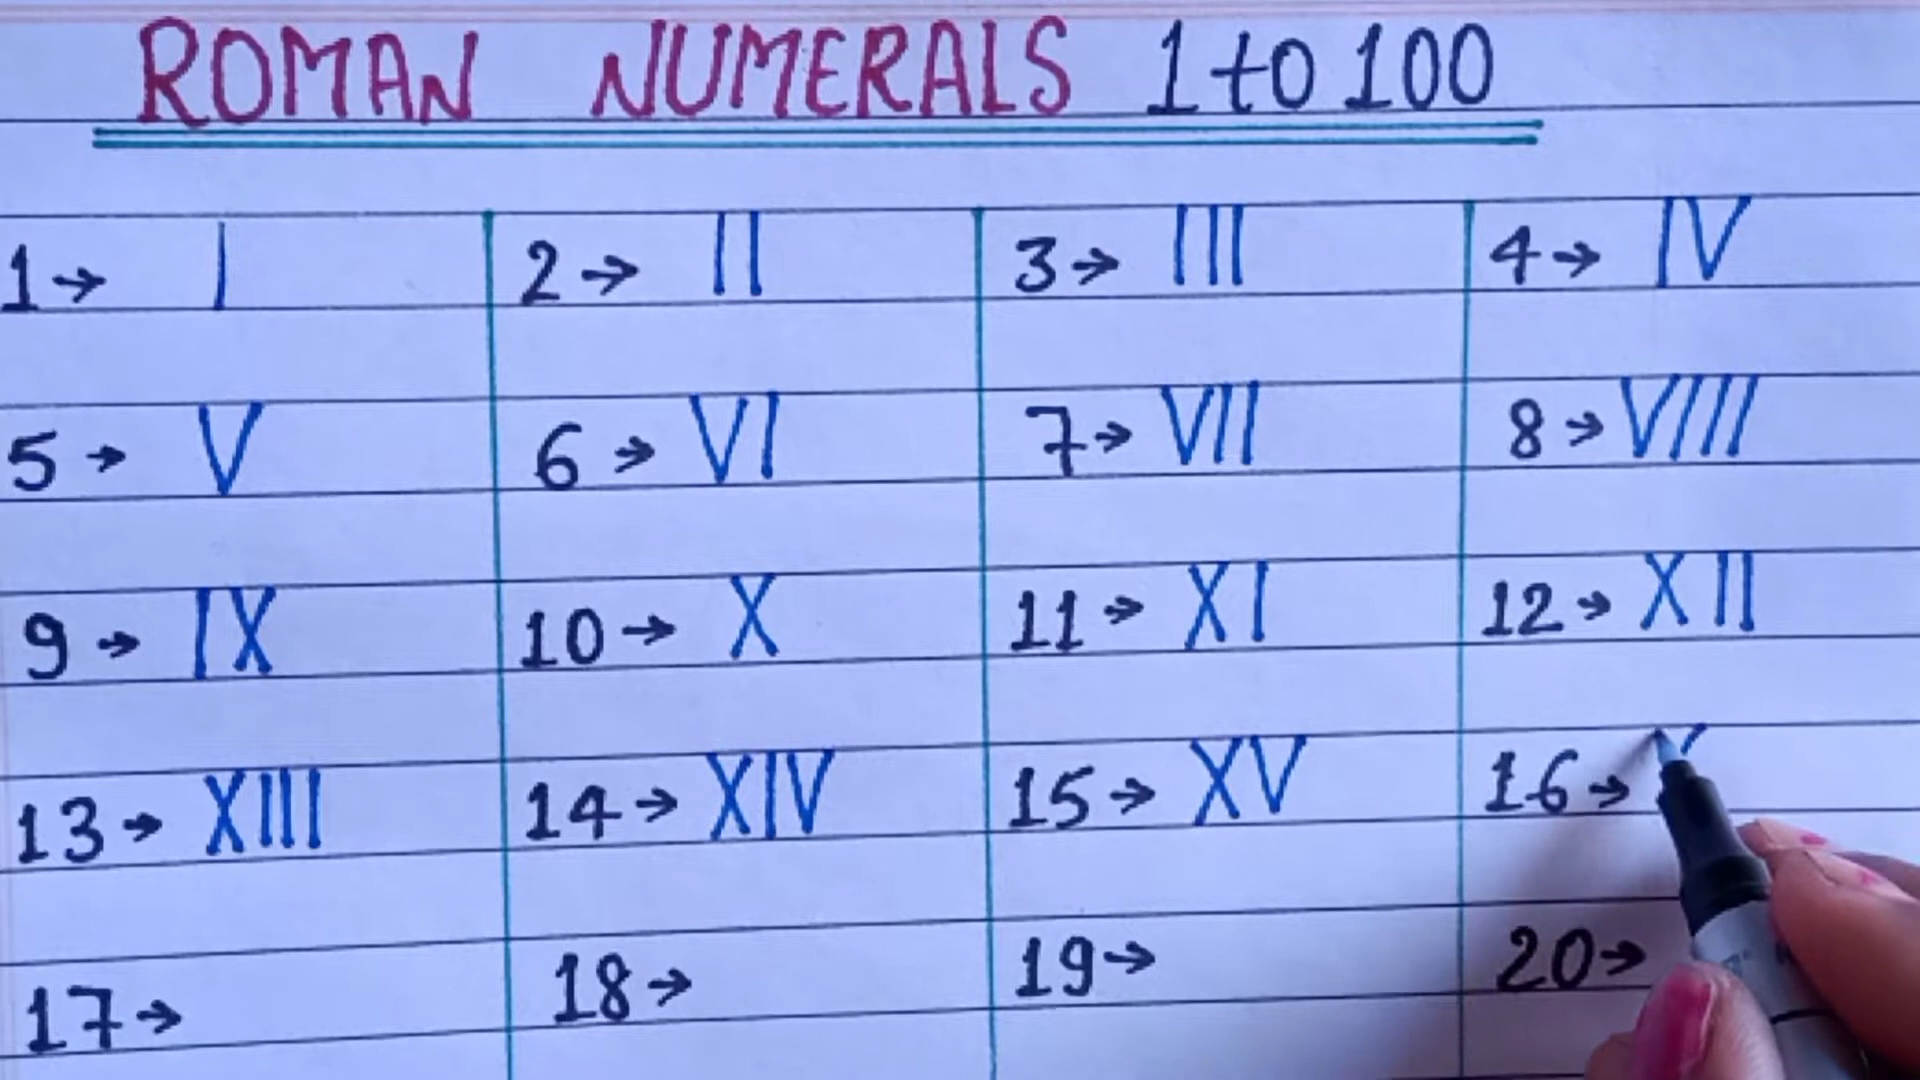 ROMAN NUMERALS 1 to 100
1→ I 2→ II 3→ III 4→ IV
5→ V 6→ VI 7→ VII 8→ VIII
9→ IX 10→ X 11→ XI 12→ XII
13→ XIII 14→ XIV 15→ XV 16→
17→ 18→ 19→ 20→